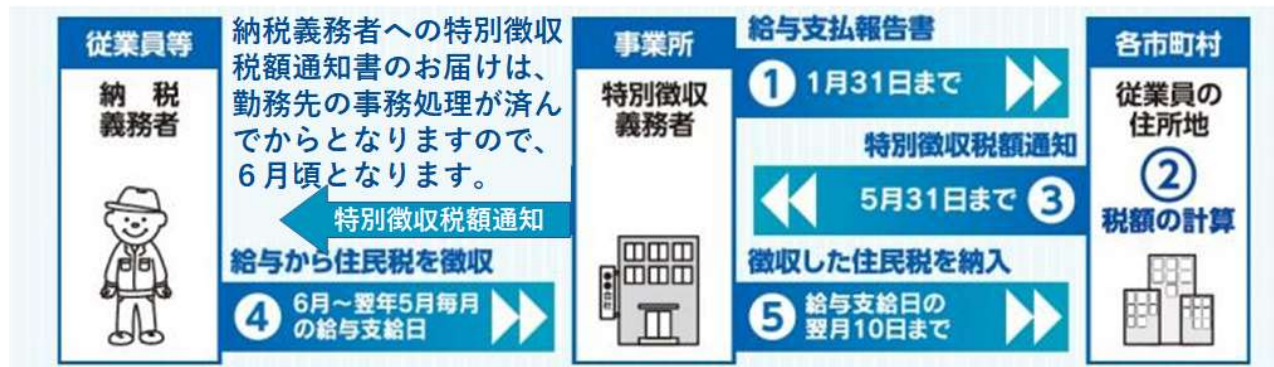 従業員等
納 税
義務者
納税義務者への特別徴収
税額通知書のお届けは、
勤務先の事務処理が済ん
でからとなりますので、
6月頃となります。
特別徴収税額通知
給与から住民税を徴収
④ 6月~翌年5月毎月
の給与支給日
事業所
特別徴収
義務者
給与支払報告書
① 1月31日まで
特別徴収税額通知
5月31日まで ③
徴収した住民税を納入
⑤ 給与支給日の
翌月10日まで
各市町村
従業員の
住所地
②
税額の計算